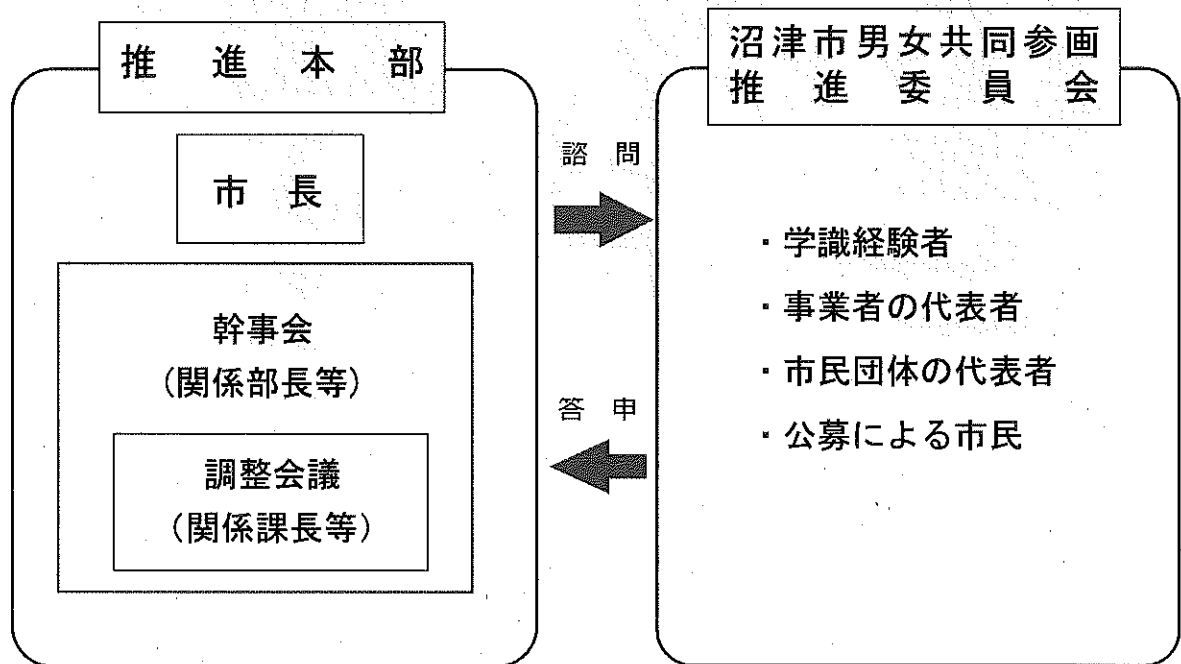 推進本部
市長
幹事会
（関係部長等）
調整会議
（関係課長等）
諮問
答申
沼津市男女共同参画
推進委員会
・学識経験者
・事業者の代表者
・市民団体の代表者
・公募による市民